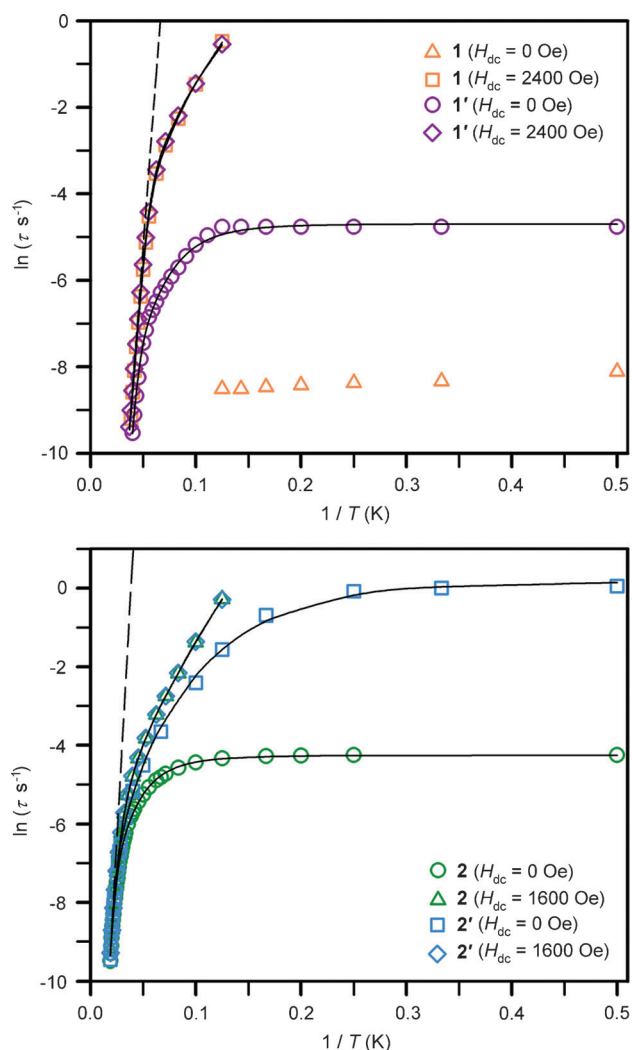 0
-2
-4
-6
-8
-10
ln (τ s⁻¹)
1 (Hdc = 0 Oe)
1 (Hdc = 2400 Oe)
1′ (Hdc = 0 Oe)
1′ (Hdc = 2400 Oe)
0.0 0.1 0.2 0.3 0.4 0.5
1 / T (K)
0
-2
-4
-6
-8
-10
ln (τ s⁻¹)
2 (Hdc = 0 Oe)
2 (Hdc = 1600 Oe)
2′ (Hdc = 0 Oe)
2′ (Hdc = 1600 Oe)
0.0 0.1 0.2 0.3 0.4 0.5
1 / T (K)